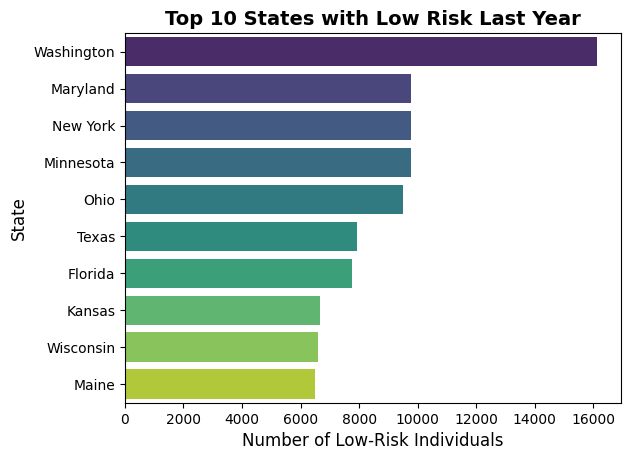 Top 10 States with Low Risk Last Year
Washington
Maryland
New York
Minnesota
Ohio
Texas
Florida
Kansas
Wisconsin
Maine
State
0 2000 4000 6000 8000 10000 12000 14000 16000
Number of Low-Risk Individuals